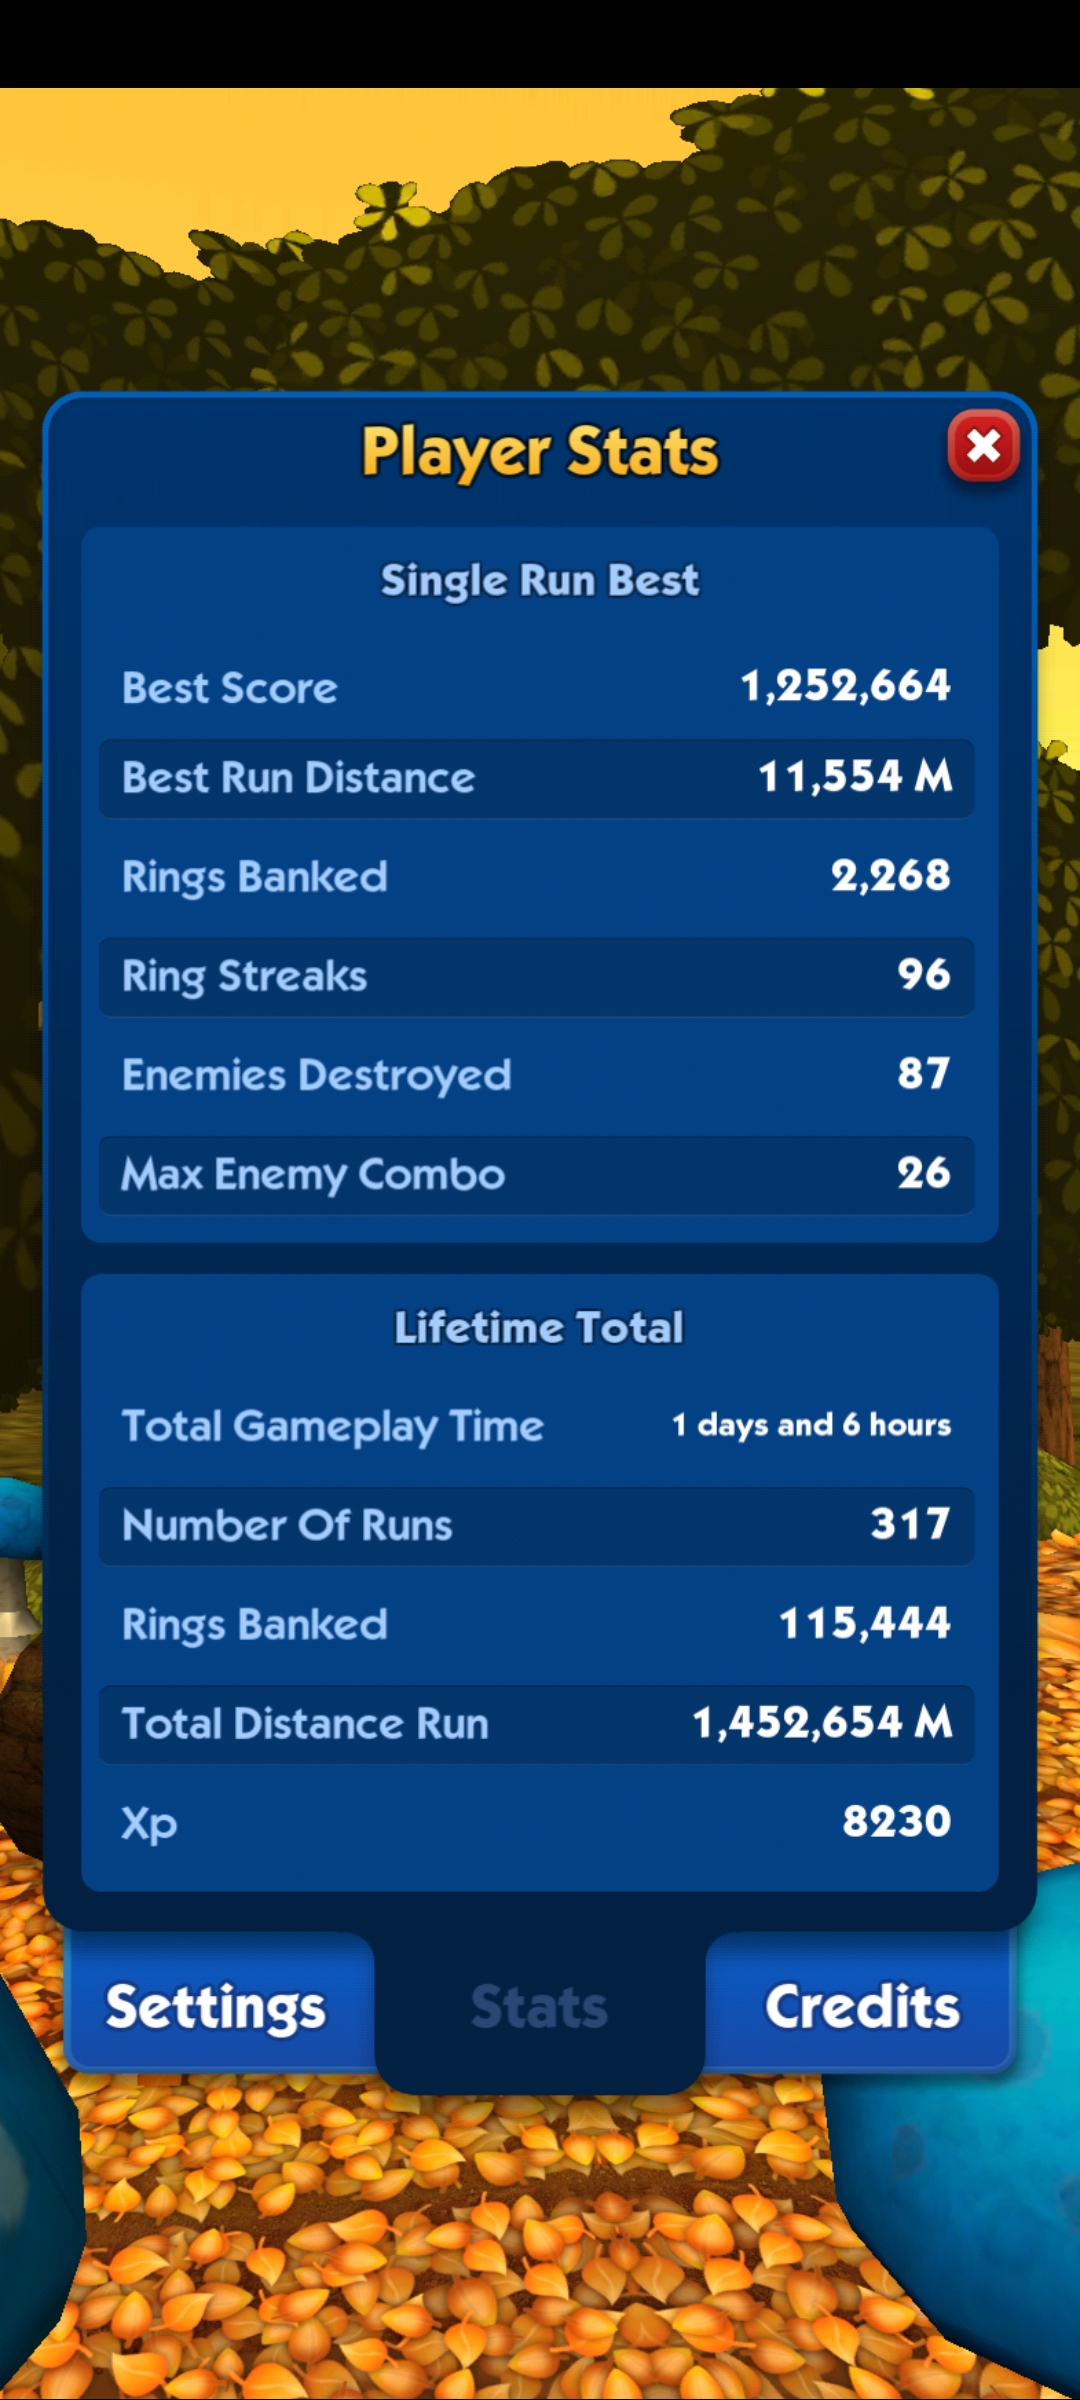 Player Stats
Single Run Best
Best Score 1,252,664
Best Run Distance 11,554 M
Rings Banked 2,268
Ring Streaks 96
Enemies Destroyed 87
Max Enemy Combo 26
Lifetime Total
Total Gameplay Time 1 days and 6 hours
Number Of Runs 317
Rings Banked 115,444
Total Distance Run 1,452,654 M
Xp 8230
Settings Stats Credits